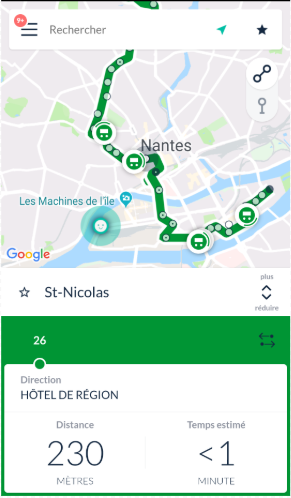 9+
Rechercher
Nantes
Les Machines de l'île
Google
St-Nicolas
plus
réduire
26
Direction
HÔTEL DE RÉGION
Distance
Temps estimé
230
<1
MÈTRES
MINUTE